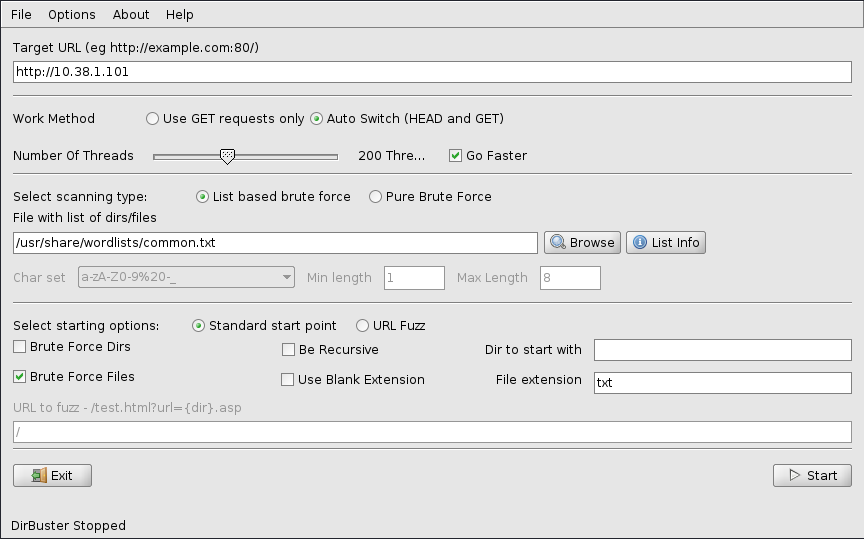 File Options About Help
Target URL (eg http://example.com:80/)
http://10.38.1.101
Work Method Use GET requests only Auto Switch (HEAD and GET)
Number Of Threads 200 Thre... Go Faster
Select scanning type: List based brute force Pure Brute Force
File with list of dirs/files
/usr/share/wordlists/common.txt Browse List Info
Char set a-zA-Z0-9%20-_ Min length 1 Max Length 8
Select starting options: Standard start point URL Fuzz
Brute Force Dirs Be Recursive Dir to start with
Brute Force Files Use Blank Extension File extension txt
URL to fuzz - /test.html?url={dir}.asp
/
Exit Start
DirBuster Stopped